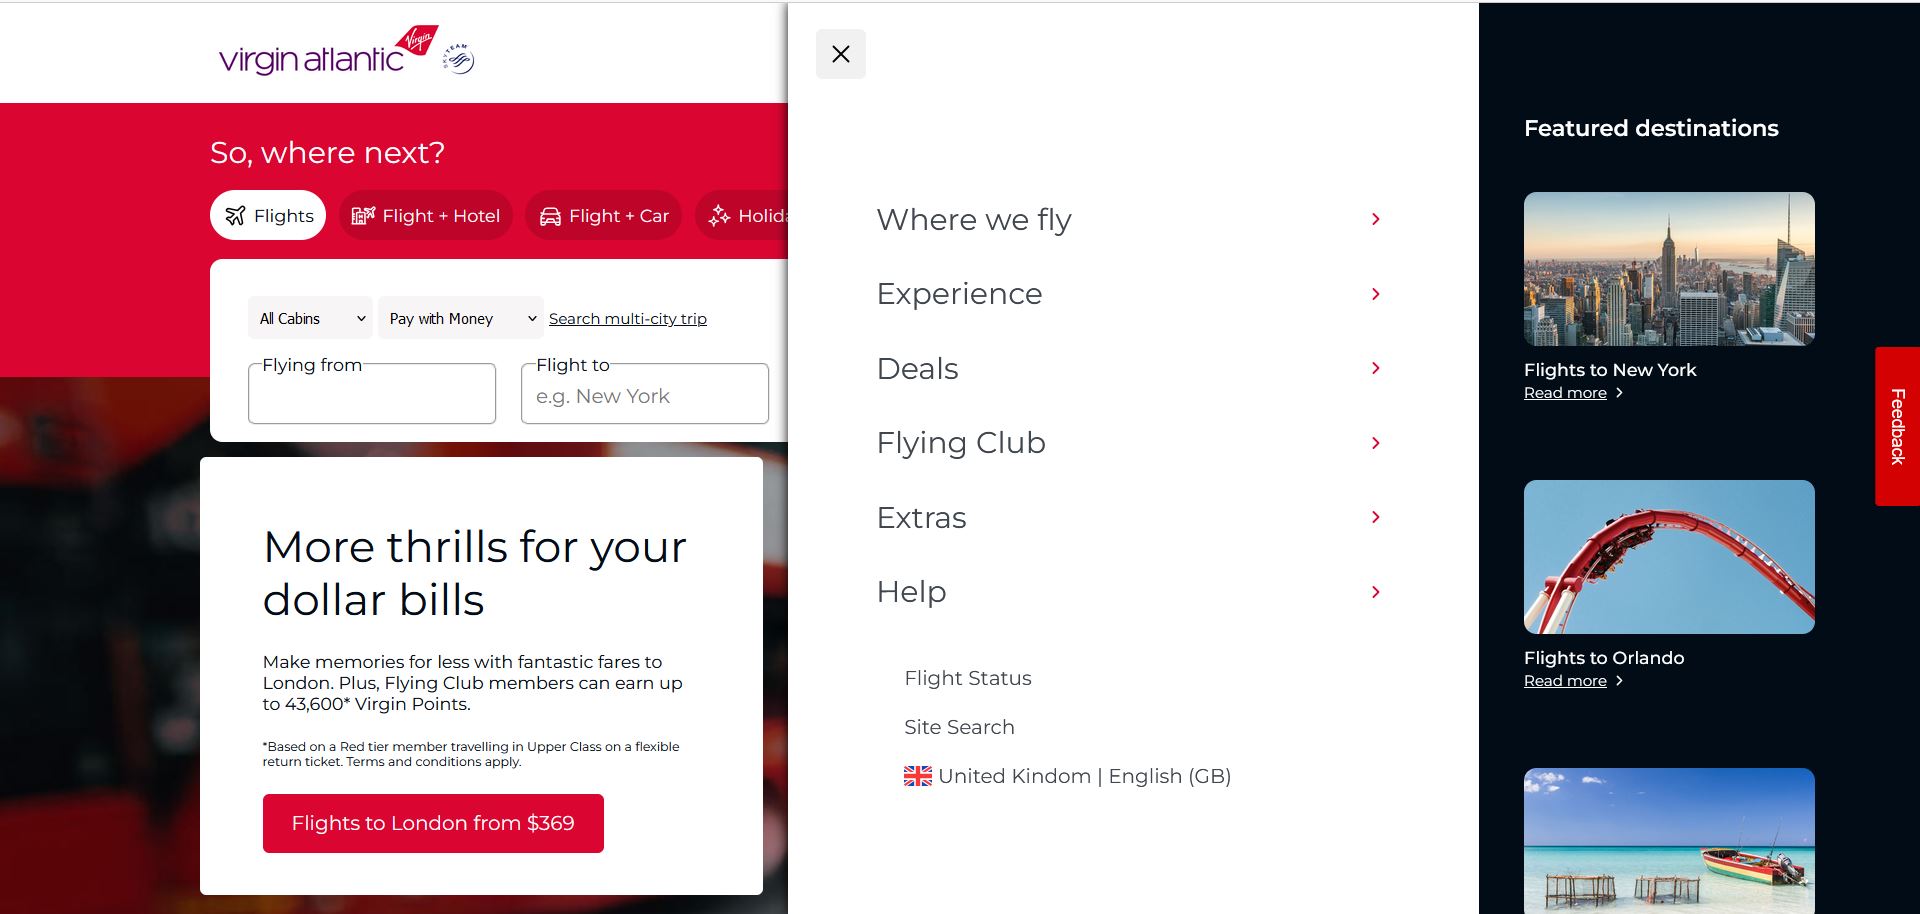 virgin atlantic
Virgin
SKYTEAM
So, where next?
Flights
Flight + Hotel
Flight + Car
Holida
All Cabins
Pay with Money
Search multi-city trip
Flying from
Flight to
e.g. New York
More thrills for your
dollar bills
Make memories for less with fantastic fares to
London. Plus, Flying Club members can earn up
to 43,600* Virgin Points.
*Based on a Red tier member travelling in Upper Class on a flexible
return ticket. Terms and conditions apply.
Flights to London from $369
Where we fly
Experience
Deals
Flying Club
Extras
Help
Flight Status
Site Search
United Kindom | English (GB)
Featured destinations
Flights to New York
Read more
Flights to Orlando
Read more
Feedback